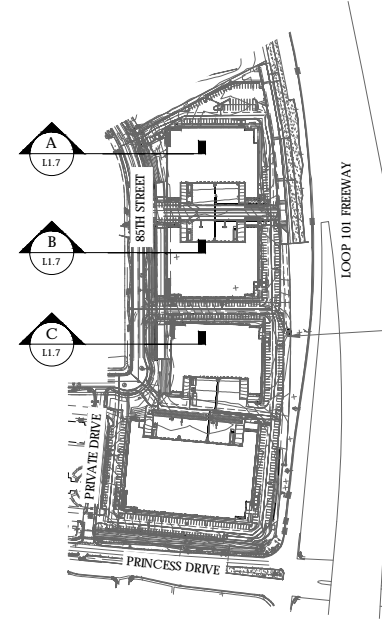 A
L1.7
85TH STREET
B
L1.7
LOOP 101 FREEWAY
C
L1.7
PRIVATE DRIVE
PRINCESS DRIVE